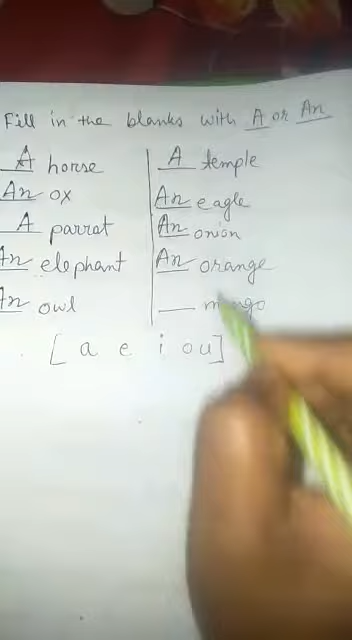 Fill in the blanks with A or An
A horse
An ox
A parrot
An elephant
An owl
A temple
An eagle
An onion
An orange
__ mango
[ a e i o u ]